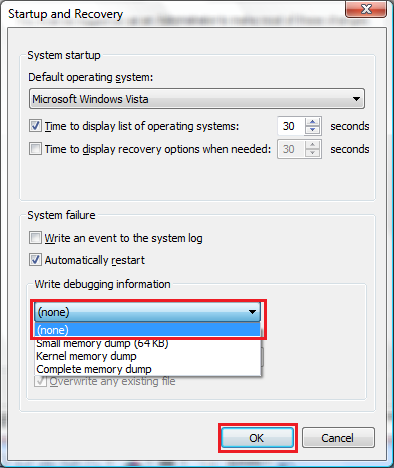 Startup and Recovery
System startup
Default operating system:
Microsoft Windows Vista
Time to display list of operating systems: 30 seconds
Time to display recovery options when needed: 30 seconds
System failure
Write an event to the system log
Automatically restart
Write debugging information
(none)
(none)
Small memory dump (64 KB)
Kernel memory dump
Complete memory dump
Overwrite any existing file
OK Cancel